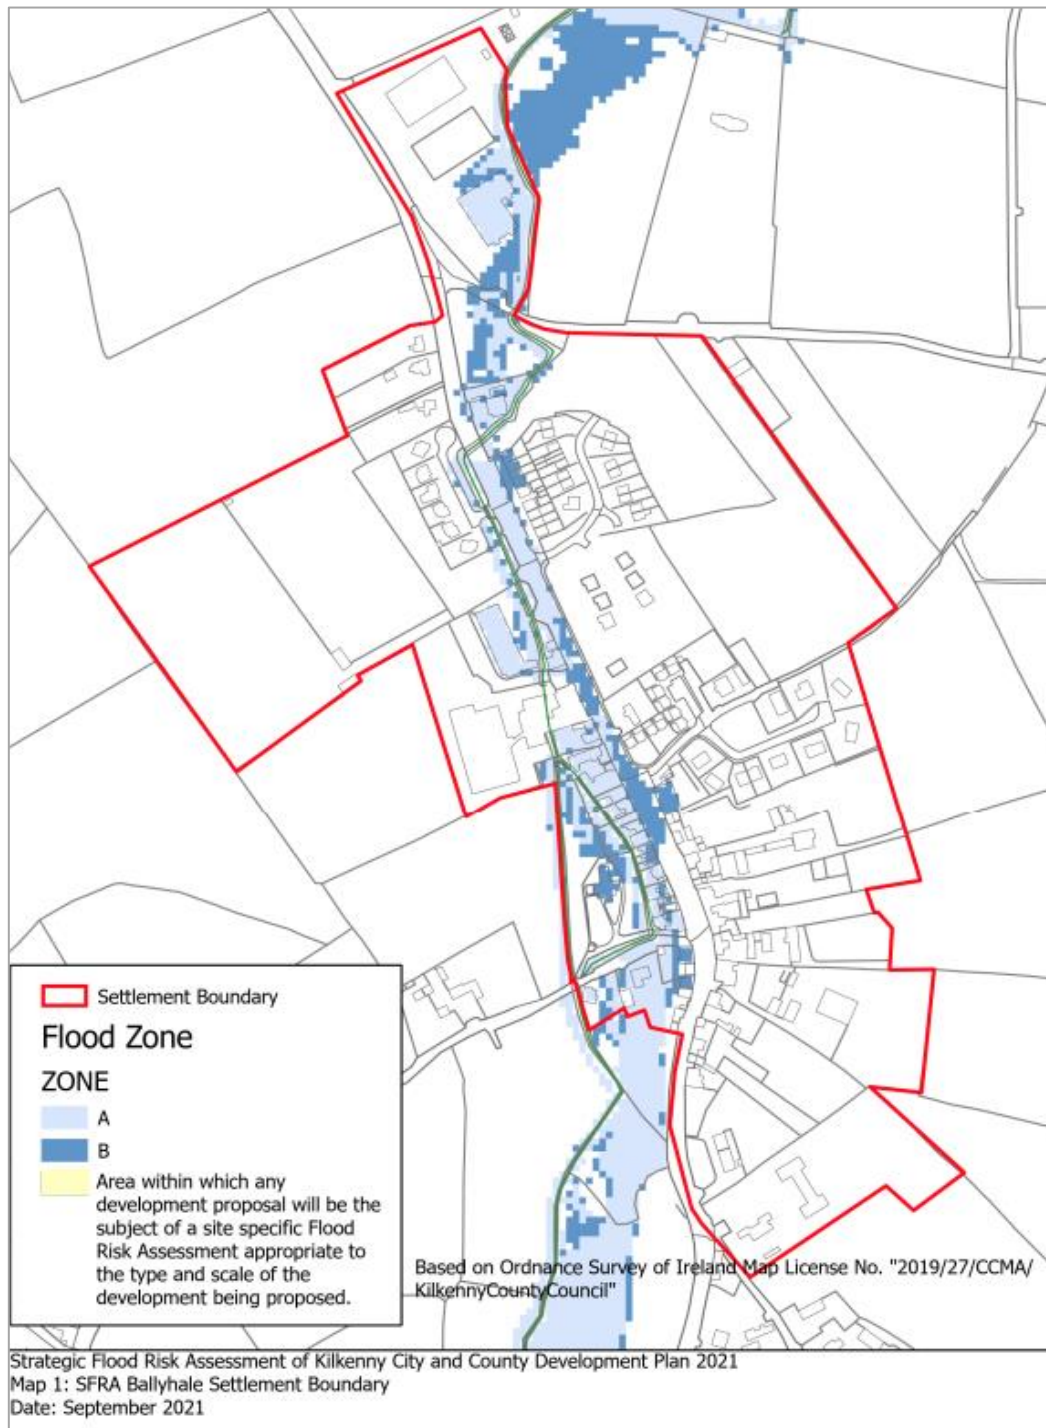 Settlement Boundary
Flood Zone
ZONE
A
B
Area within which any
development proposal will be the
subject of a site specific Flood
Risk Assessment appropriate to
the type and scale of the
development being proposed.
Based on Ordnance Survey of Ireland Map License No. "2019/27/CCMA/
KilkennyCountyCouncil"
Strategic Flood Risk Assessment of Kilkenny City and County Development Plan 2021
Map 1: SFRA Ballyhale Settlement Boundary
Date: September 2021